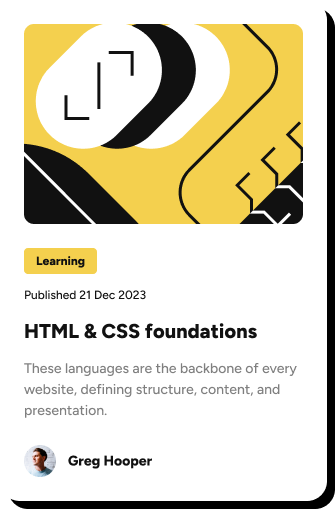 Learning
Published 21 Dec 2023
HTML & CSS foundations
These languages are the backbone of every
website, defining structure, content, and
presentation.
Greg Hooper